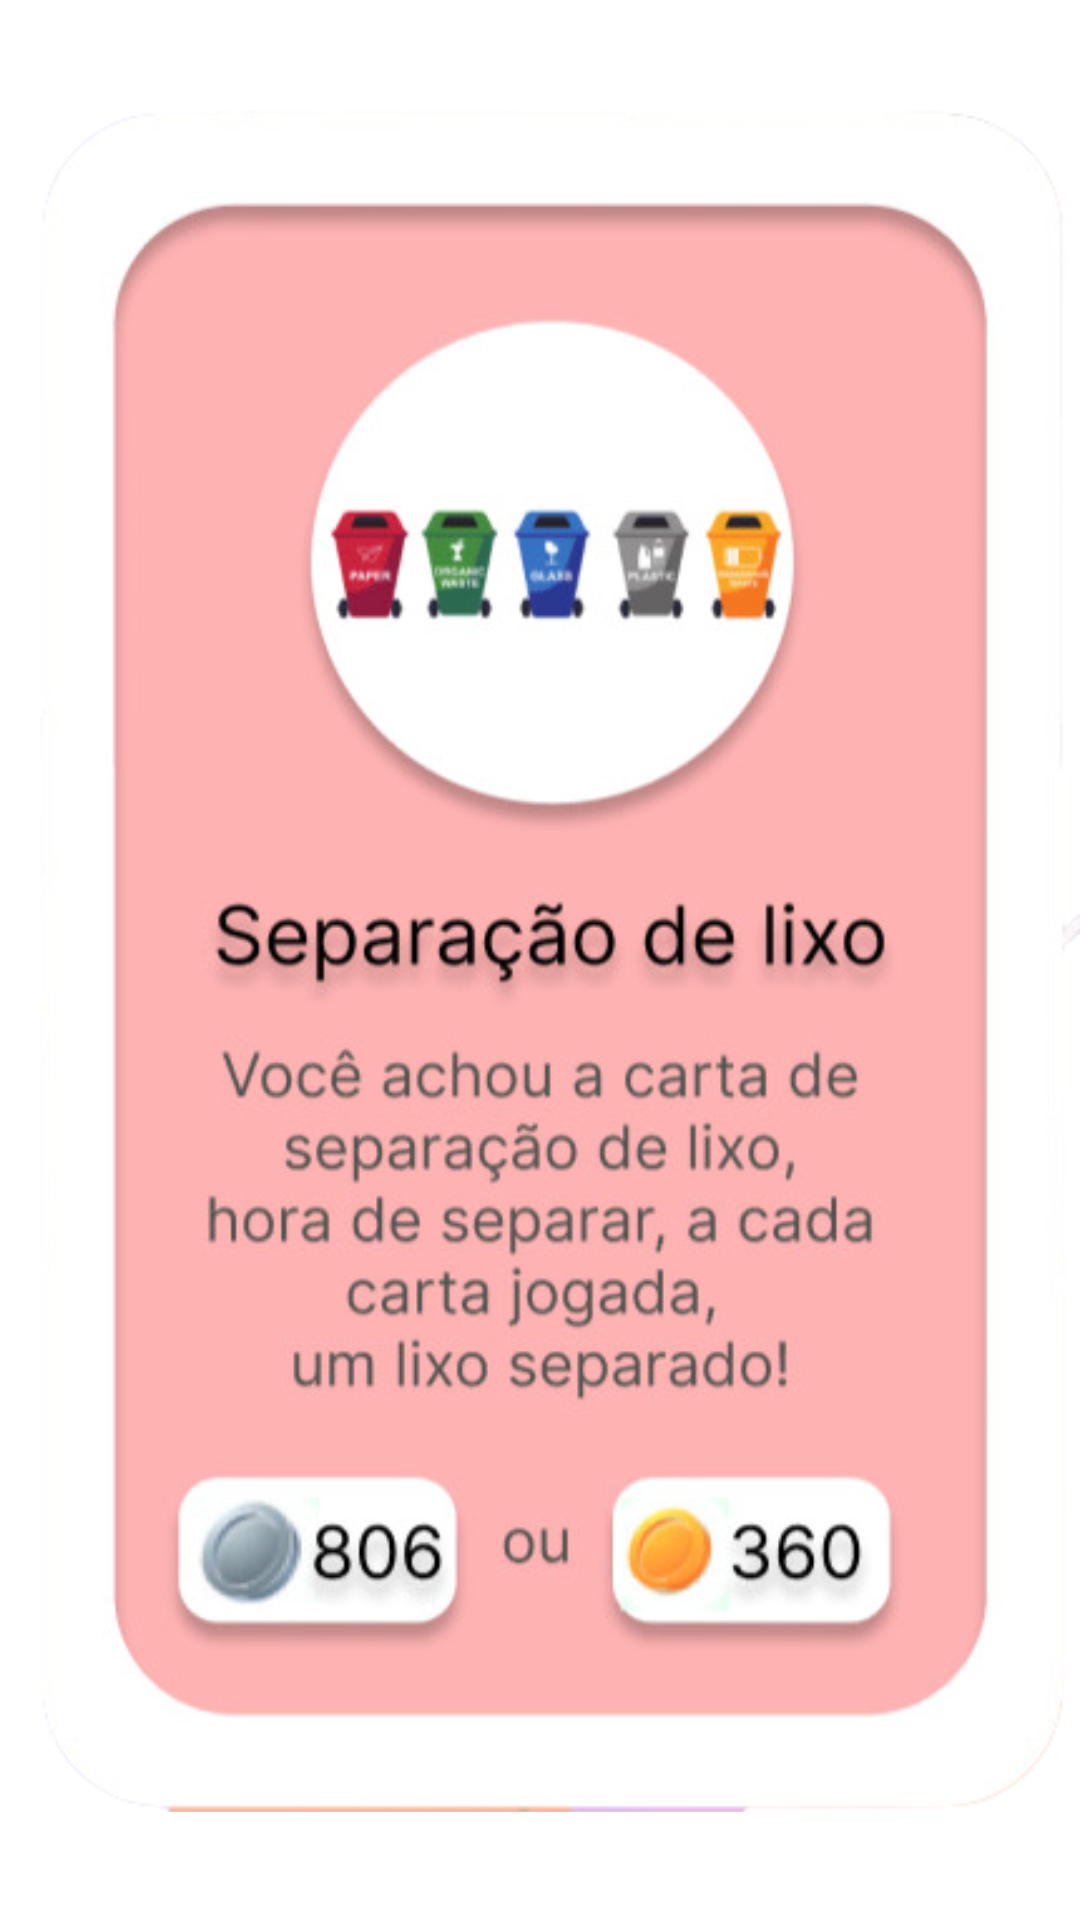 PAPER
ORGANIC
WASTE
GLASS
PLASTIC
Separação de lixo
Você achou a carta de
separação de lixo,
hora de separar, a cada
carta jogada,
um lixo separado!
806 ou 360